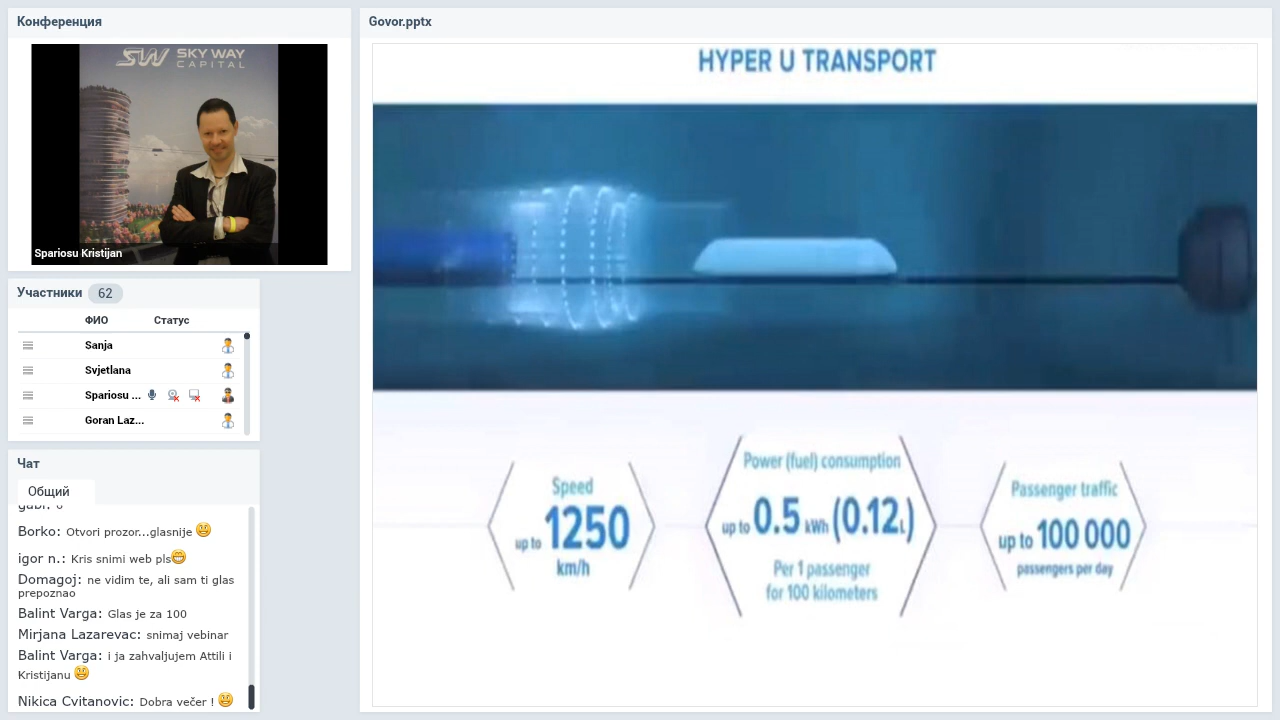 Конференция
SW SKY WAY
CAPITAL
Spariosu Kristijan
Участники 62
ФИО Статус
Sanja
Svjetlana
Spariosu ...
Goran Laz...
Чат
Общий
Borko: Otvori prozor...glasnije
igor n.: Kris snimi web pls
Domagoj: ne vidim te, ali sam ti glas
prepoznao
Balint Varga: Glas je za 100
Mirjana Lazarevac: snimaj vebinar
Balint Varga: i ja zahvaljujem Attili i
Kristijanu
Nikica Cvitanovic: Dobra večer !
Govor.pptx
HYPER U TRANSPORT
Speed
up to 1250
km/h
Power (fuel) consumption
up to 0.5 kWh (0.12L)
Per 1 passenger
for 100 kilometers
Passenger traffic
up to 100 000
passengers per day